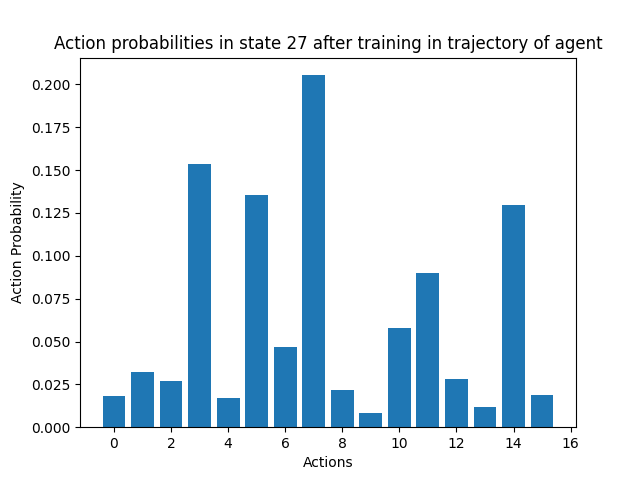 Action probabilities in state 27 after training in trajectory of agent
0.200
0.175
0.150
0.125
0.100
0.075
0.050
0.025
0.000
Action Probability
0 2 4 6 8 10 12 14 16
Actions